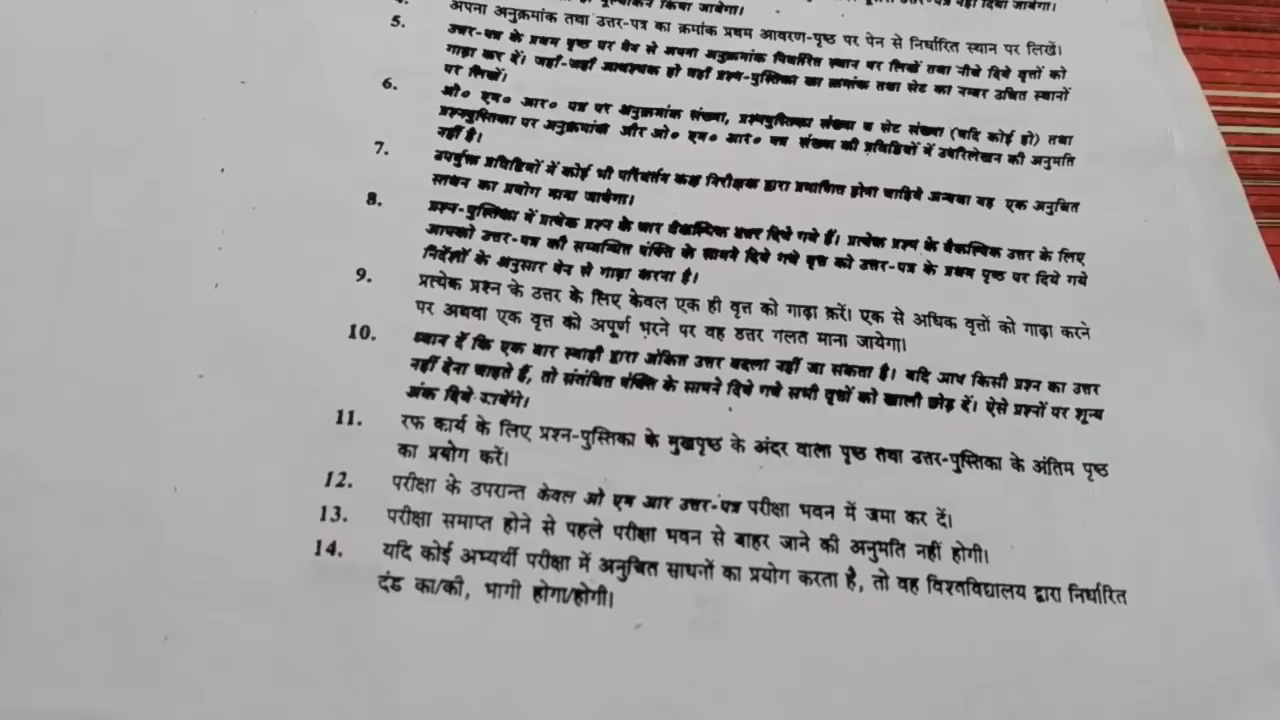 मूल्यांकन किया जायेगा।
उत्तर-पत्र नहीं दिया जायेगा।
अपना अनुक्रमांक तथा उत्तर-पत्र का क्रमांक प्रथम आवरण-पृष्ठ पर पेन से निर्धारित स्थान पर लिखें।
5. उत्तर-पत्र के प्रथम पृष्ठ पर पेन से अपना अनुक्रमांक निर्धारित स्थान पर लिखें तथा नीचे दिये वृत्तों को
गाढ़ा कर दें। जहाँ-जहाँ आवश्यक हो वहाँ प्रश्न-पुस्तिका का क्रमांक तथा सेट का नम्बर उचित स्थानों
पर लिखें।
6. ओ० एम० आर० पत्र पर अनुक्रमांक संख्या, प्रश्नपुस्तिका संख्या व सेट संख्या (यदि कोई हो) तथा
प्रश्नपुस्तिका पर अनुक्रमांक और ओ० एम० आर० पत्र संख्या की प्रविष्टियों में उपरिलेखन की अनुमति
नहीं है।
7. उपर्युक्त प्रविष्टियों में कोई भी परिवर्तन कक्ष निरीक्षक द्वारा प्रमाणित होना चाहिये अन्यथा यह एक अनुचित
साधन का प्रयोग माना जायेगा।
8. प्रश्न-पुस्तिका में प्रत्येक प्रश्न के चार वैकल्पिक उत्तर दिये गये हैं। प्रत्येक प्रश्न के वैकल्पिक उत्तर के लिए
आपको उत्तर-पत्र की सम्बन्धित पंक्ति के सामने दिये गये वृत्त को उत्तर-पत्र के प्रथम पृष्ठ पर दिये गये
निर्देशों के अनुसार पेन से गाढ़ा करना है।
9. प्रत्येक प्रश्न के उत्तर के लिए केवल एक ही वृत्त को गाढ़ा करें। एक से अधिक वृत्तों को गाढ़ा करने
पर अथवा एक वृत्त को अपूर्ण भरने पर वह उत्तर गलत माना जायेगा।
10. ध्यान दें कि एक बार स्याही द्वारा अंकित उत्तर बदला नहीं जा सकता है। यदि आप किसी प्रश्न का उत्तर
नहीं देना चाहते हैं, तो संबंधित पंक्ति के सामने दिये गये सभी वृत्तों को खाली छोड़ दें। ऐसे प्रश्नों पर शून्य
अंक दिये जायेंगे।
11. रफ कार्य के लिए प्रश्न-पुस्तिका के मुखपृष्ठ के अंदर वाला पृष्ठ तथा उत्तर-पुस्तिका के अंतिम पृष्ठ
का प्रयोग करें।
12. परीक्षा के उपरान्त केवल ओ एम आर उत्तर-पत्र परीक्षा भवन में जमा कर दें।
13. परीक्षा समाप्त होने से पहले परीक्षा भवन से बाहर जाने की अनुमति नहीं होगी।
14. यदि कोई अभ्यर्थी परीक्षा में अनुचित साधनों का प्रयोग करता है, तो वह विश्वविद्यालय द्वारा निर्धारित
दंड का/की, भागी होगा/होगी।